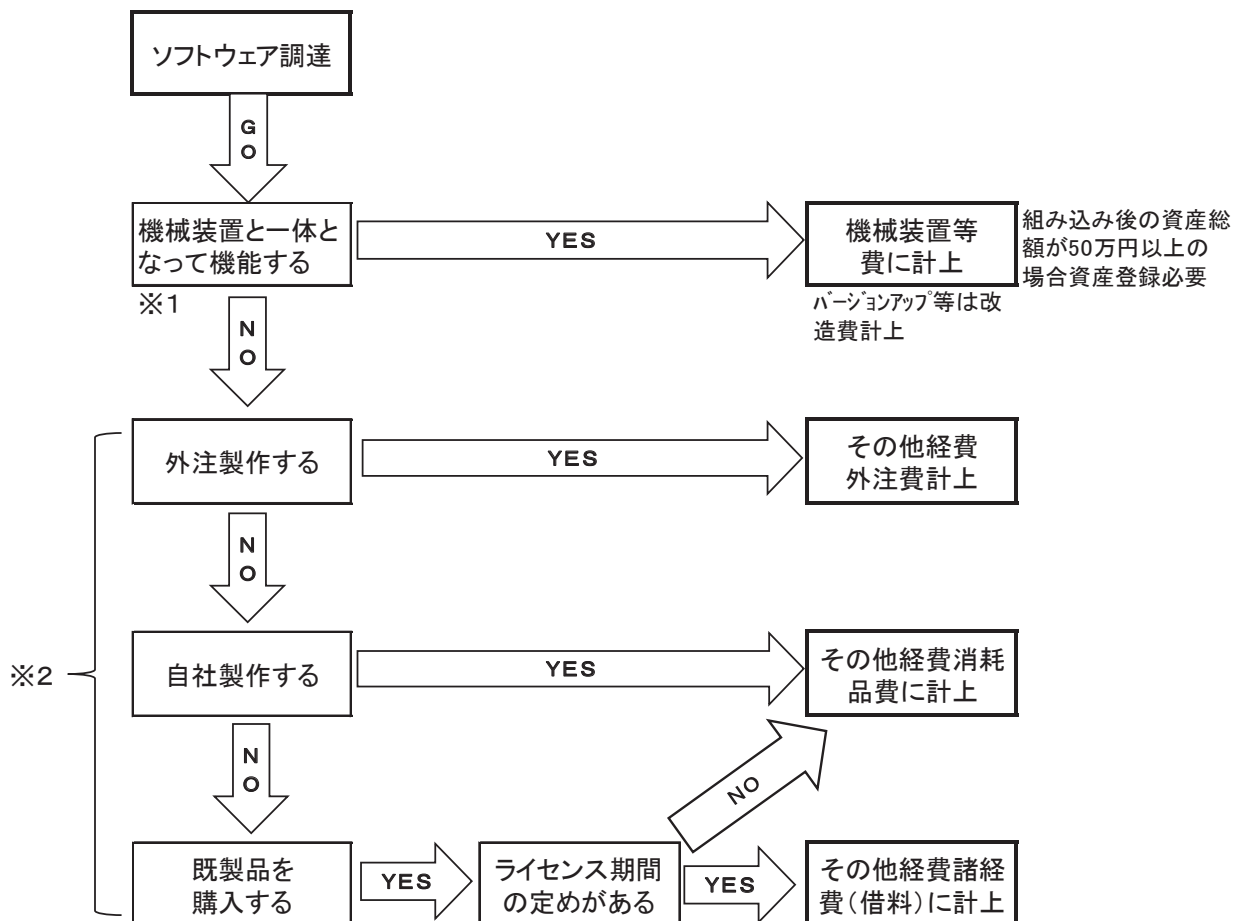 ソフトウェア調達
G
O
機械装置と一体と
なって機能する
YES
機械装置等
費に計上
組み込み後の資産総
額が50万円以上の
場合資産登録必要
※1
ﾊﾞｰｼﾞｮﾝｱｯﾌﾟ等は改
造費計上
N
O
外注製作する
YES
その他経費
外注費計上
N
O
※2
自社製作する
YES
その他経費消耗
品費に計上
N
O
NO
既製品を
購入する
YES
ライセンス期間
の定めがある
YES
その他経費諸経
費（借料）に計上